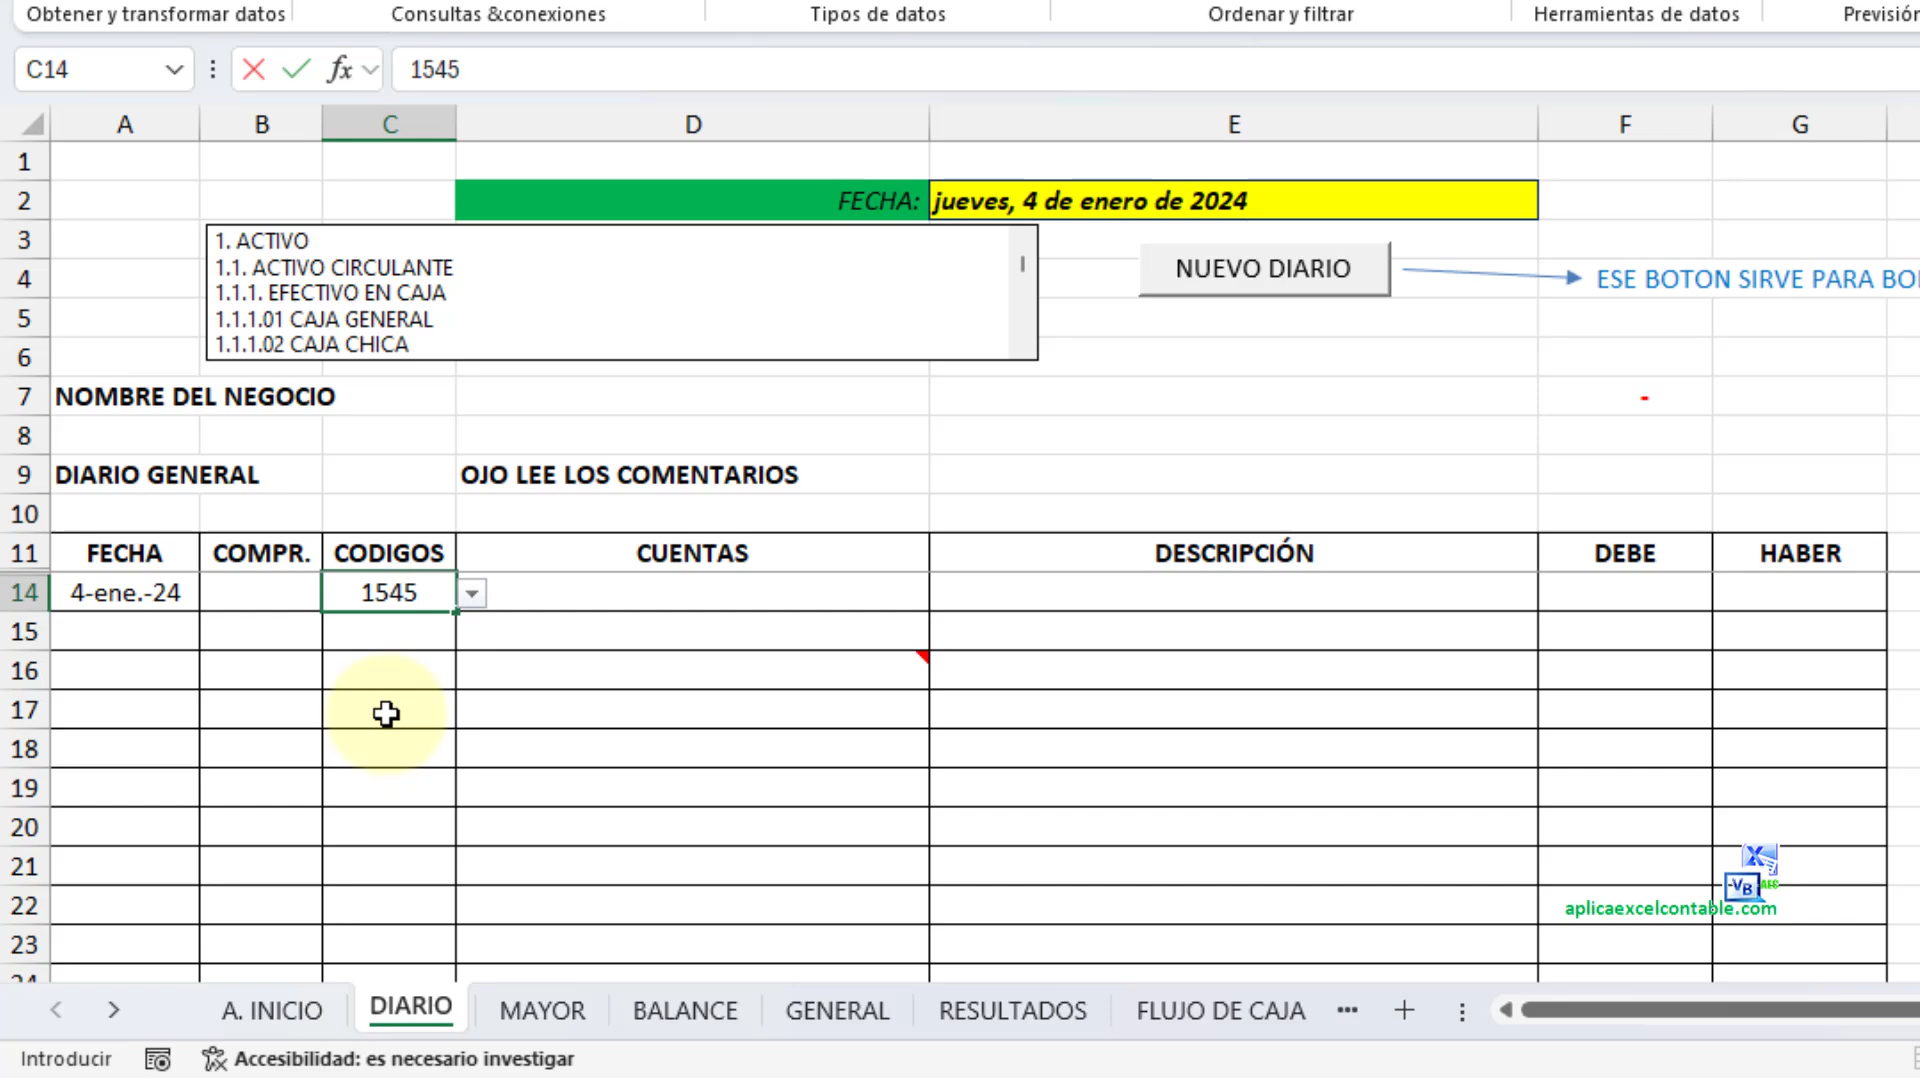 Obtener y transformar datos Consultas &conexiones Tipos de datos Ordenar y filtrar Herramientas de datos Previsión
C14 fx 1545
A B C D E F G
1
2 FECHA: jueves, 4 de enero de 2024
3 1. ACTIVO
1.1. ACTIVO CIRCULANTE NUEVO DIARIO
4 1.1.1. EFECTIVO EN CAJA ESE BOTON SIRVE PARA BO
5 1.1.1.01 CAJA GENERAL
6 1.1.1.02 CAJA CHICA
7 NOMBRE DEL NEGOCIO -
8
9 DIARIO GENERAL OJO LEE LOS COMENTARIOS
10
11 FECHA COMPR. CODIGOS CUENTAS DESCRIPCIÓN DEBE HABER
14 4-ene.-24 1545
15
16
17
18
19
20
21
22
23
24
X
VB AEC
aplicaexcelcontable.com
A. INICIO DIARIO MAYOR BALANCE GENERAL RESULTADOS FLUJO DE CAJA
Introducir Accesibilidad: es necesario investigar